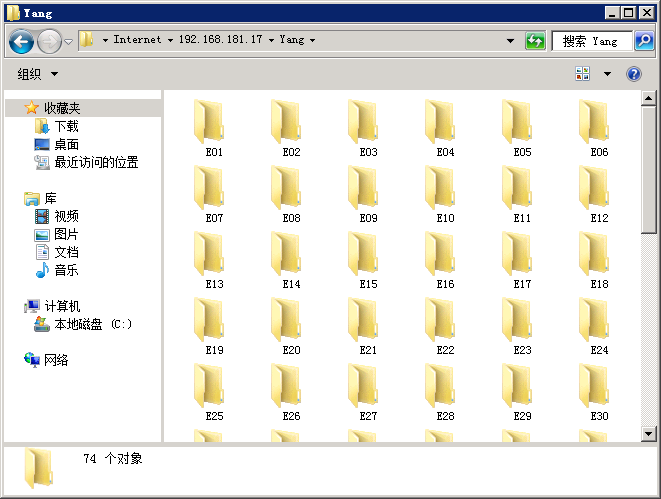 Yang
Internet 192.168.181.17 Yang
搜索 Yang
组织
收藏夹
下载
桌面
最近访问的位置
库
视频
图片
文档
音乐
计算机
本地磁盘 (C:)
网络
E01 E02 E03 E04 E05 E06
E07 E08 E09 E10 E11 E12
E13 E14 E15 E16 E17 E18
E19 E20 E21 E22 E23 E24
E25 E26 E27 E28 E29 E30
74 个对象